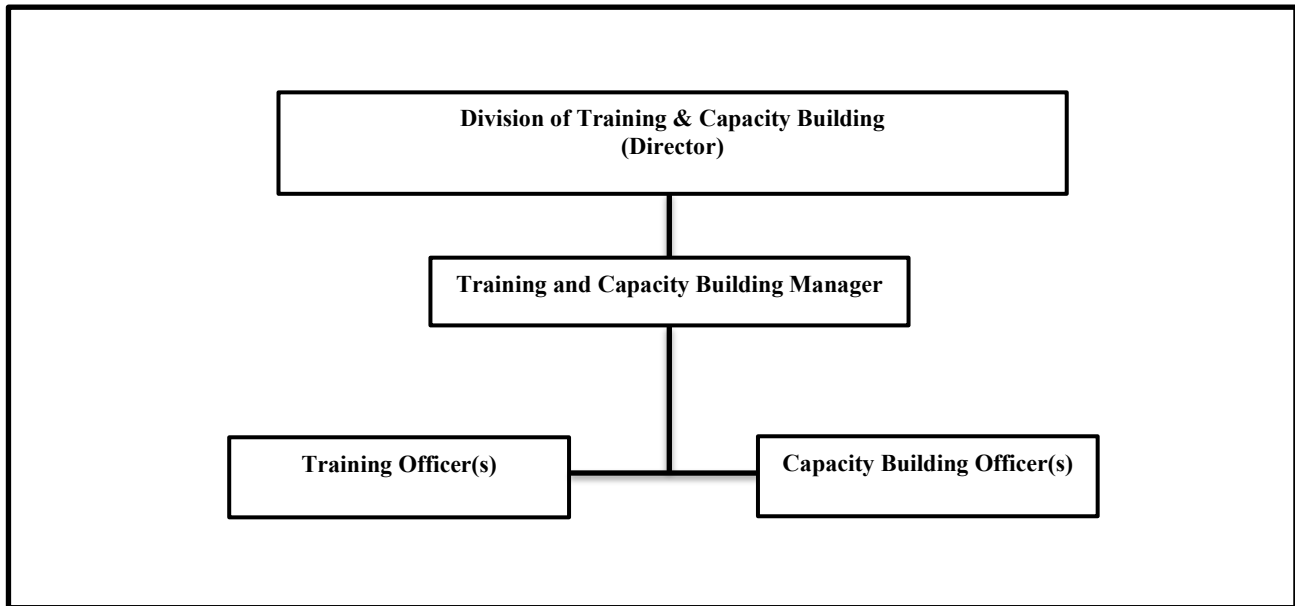 Division of Training & Capacity Building
(Director)
Training and Capacity Building Manager
Training Officer(s)
Capacity Building Officer(s)